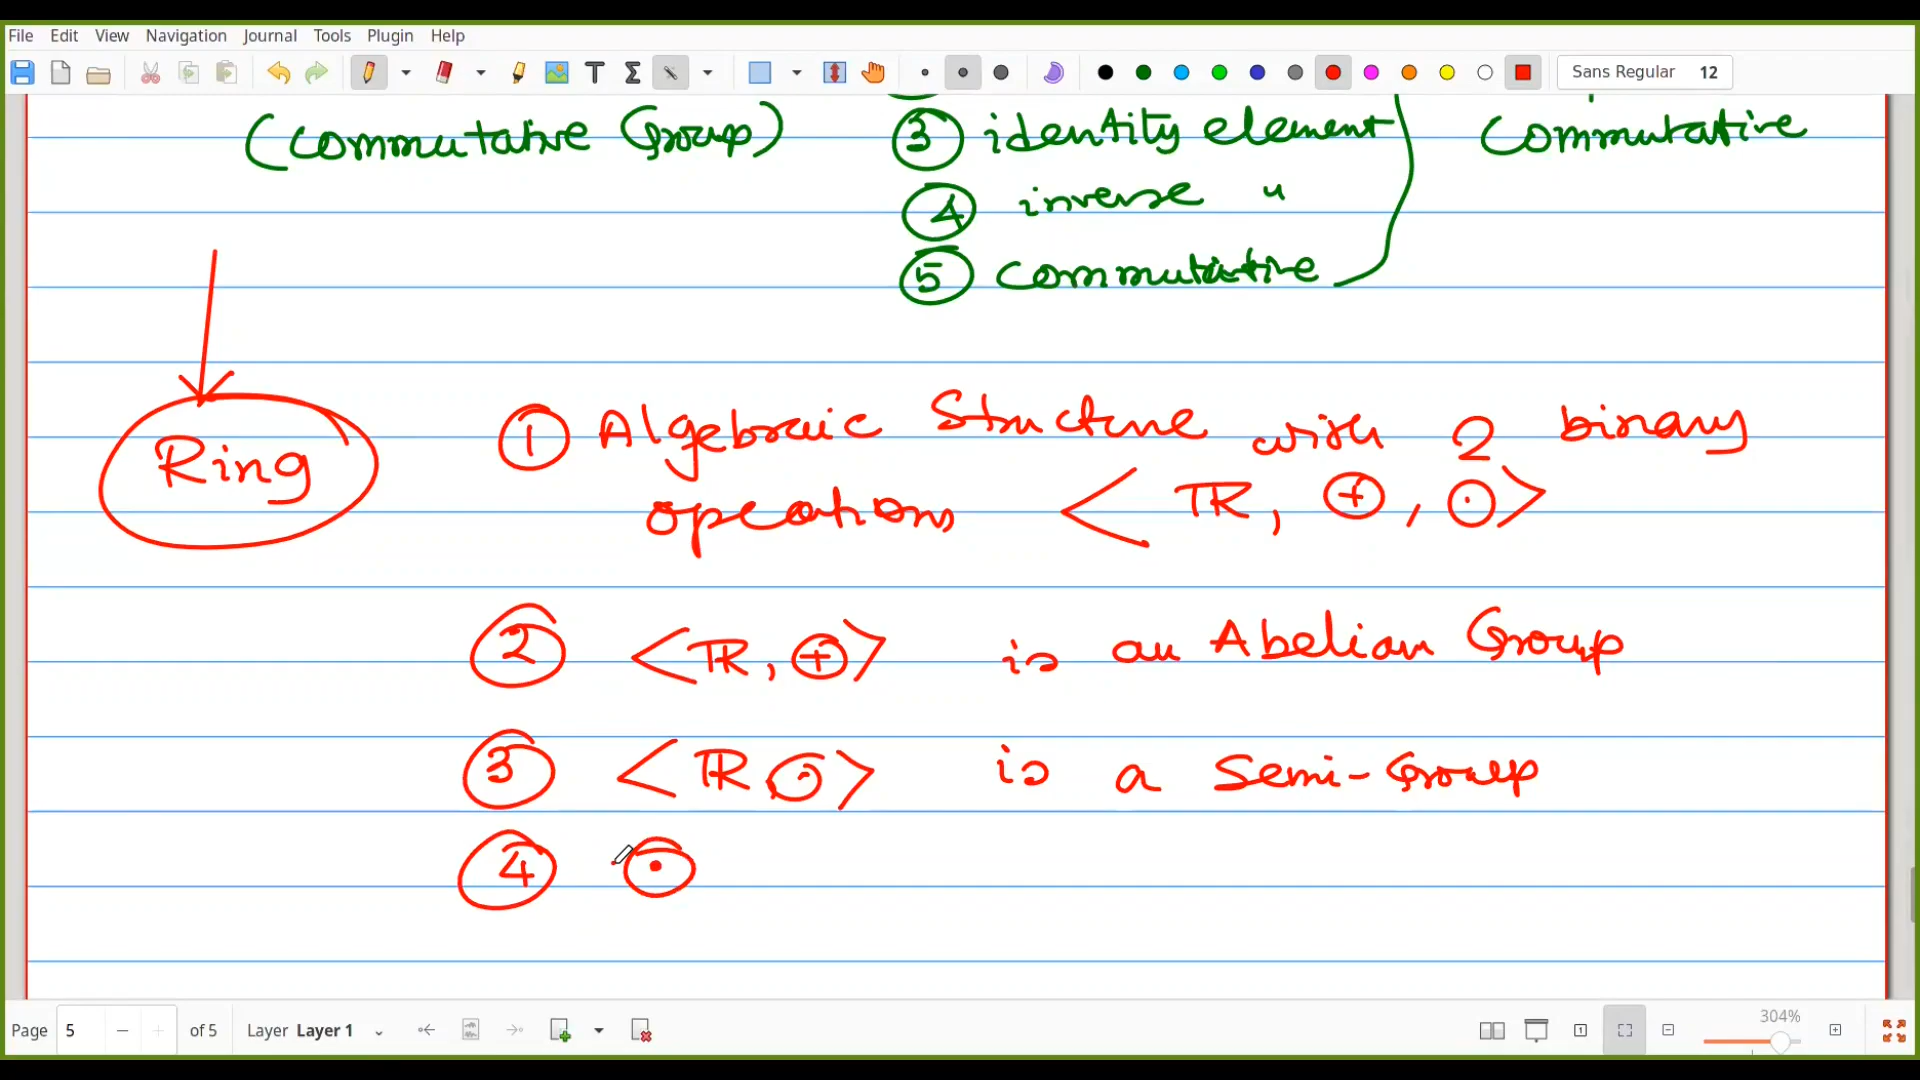 File Edit View Navigation Journal Tools Plugin Help
Sans Regular 12
(Commutative Group)
③ identity element
Commutative
④ inverse "
⑤ commutative
Ring
① Algebraic Structure with 2 binary
operations < R, ⊕, ⊙ >
② < R, ⊕ > is an Abelian Group
③ < R ⊙ > is a Semi-Group
④ ⊙
Page 5 of 5 Layer Layer 1
304%